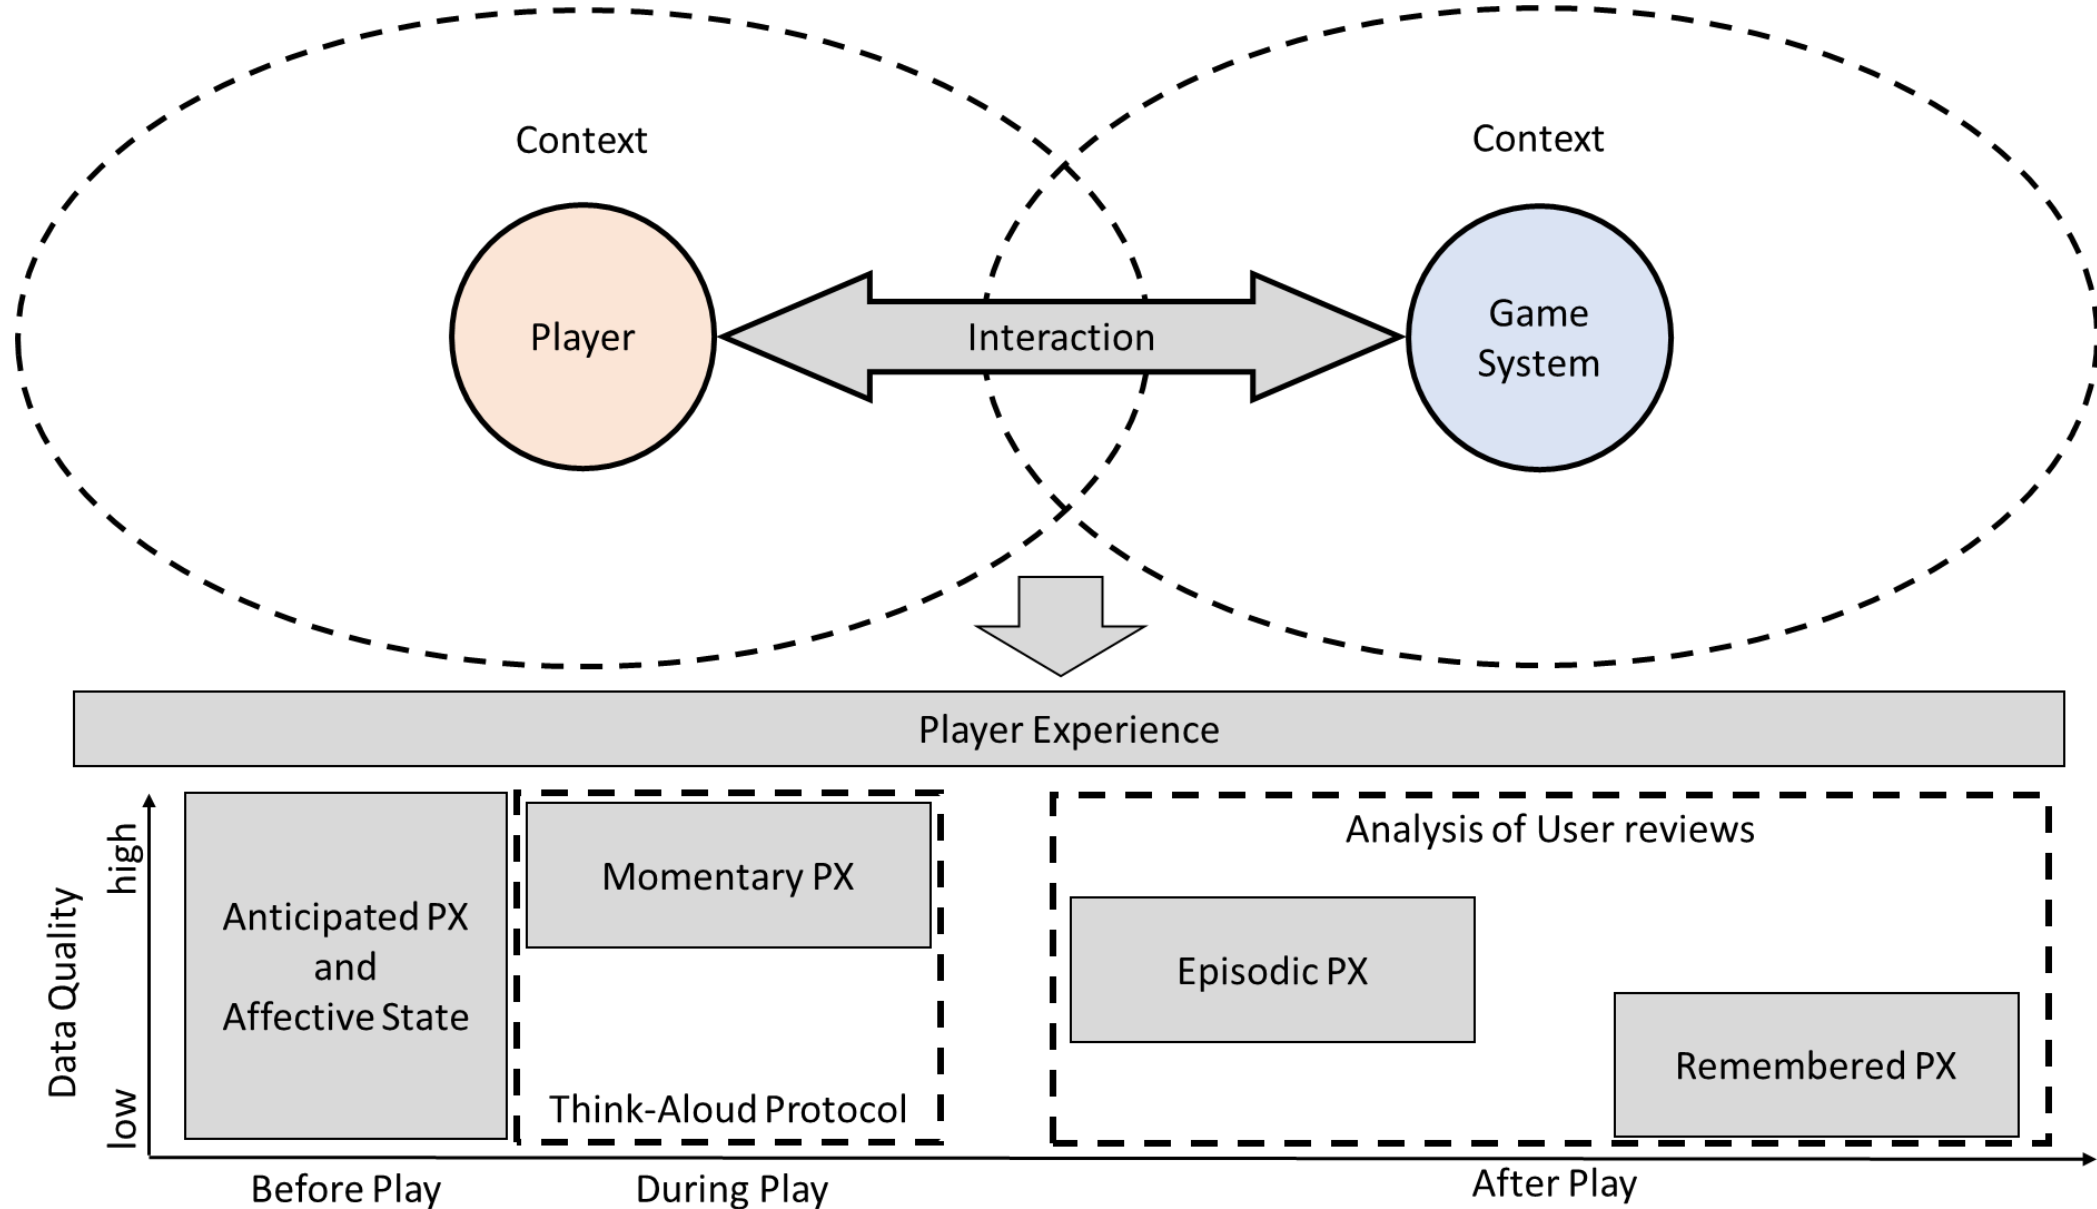 Context
Context
Player
Interaction
Game
System
Player Experience
Data Quality
high
low
Anticipated PX
and
Affective State
Momentary PX
Think-Aloud Protocol
Analysis of User reviews
Episodic PX
Remembered PX
Before Play
During Play
After Play